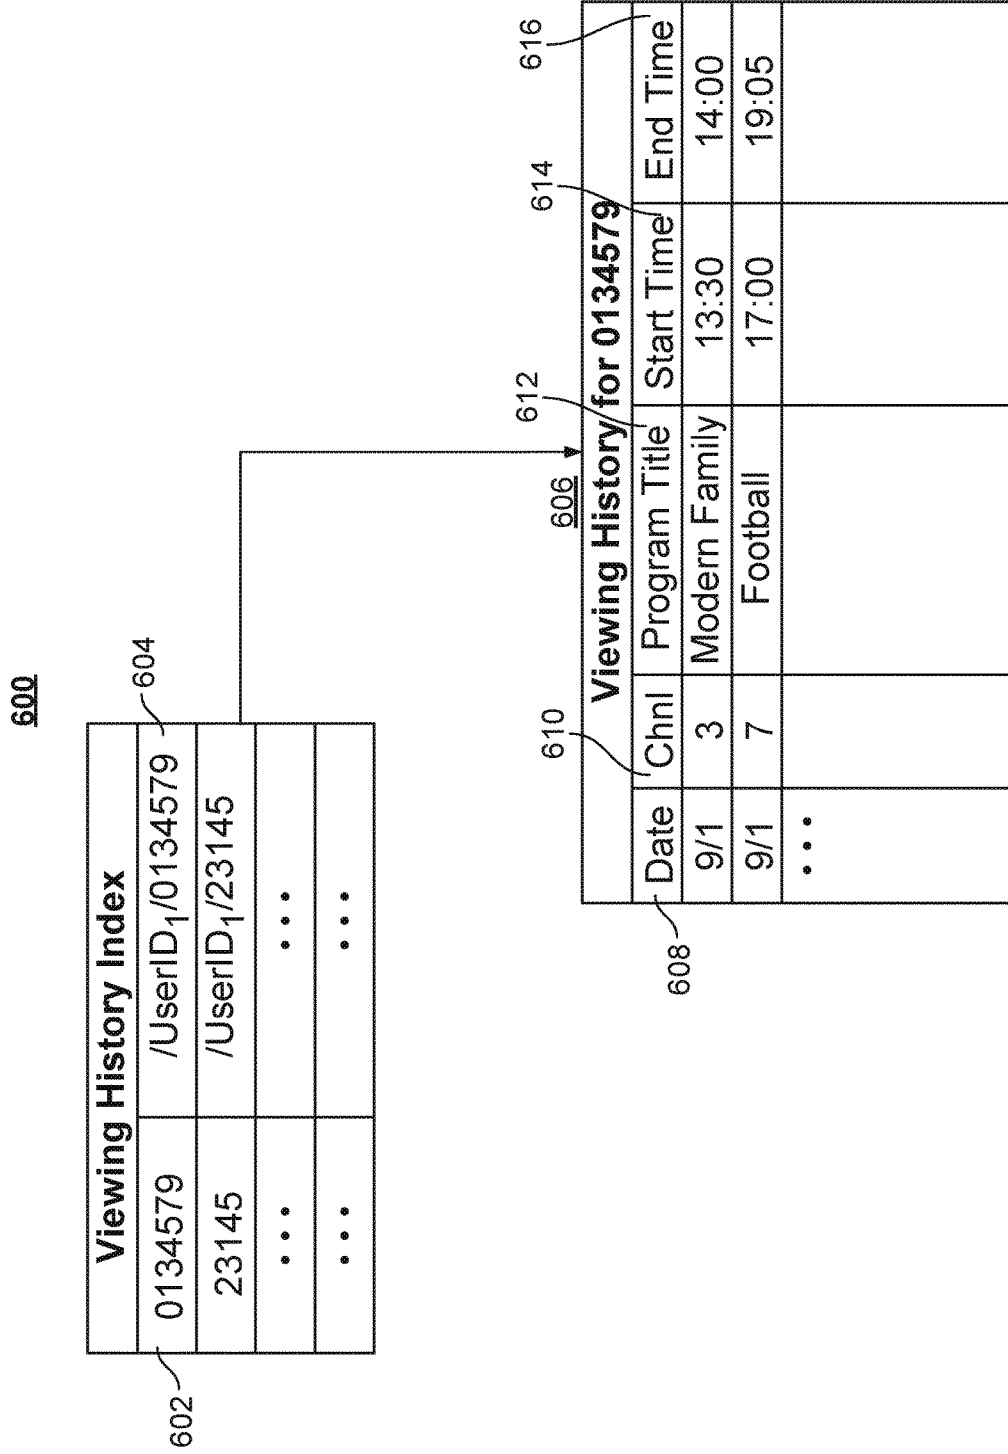 600
Viewing History Index
602
0134579
/UserID1/0134579
604
23145
/UserID1/23145
• • •
• • •
• • •
• • •
606
Viewing History for 0134579
608
610
612
614
616
Date
Chnl
Program Title
Start Time
End Time
9/1
3
Modern Family
13:30
14:00
9/1
7
Football
17:00
19:05
• • •